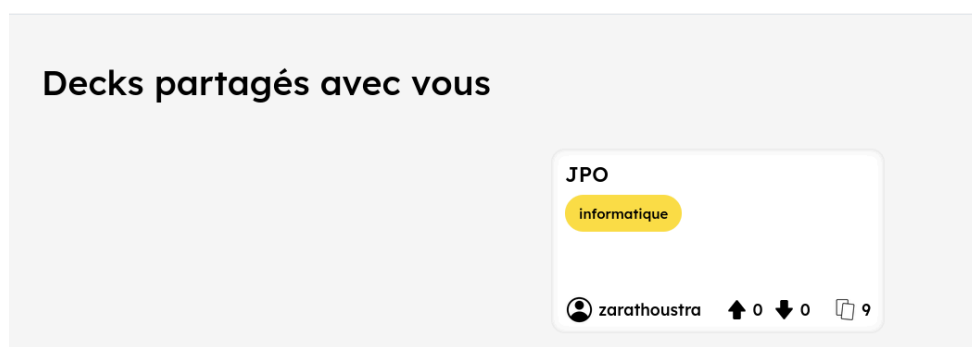 Decks partagés avec vous
JPO
informatique
zarathoustra 0 0 9